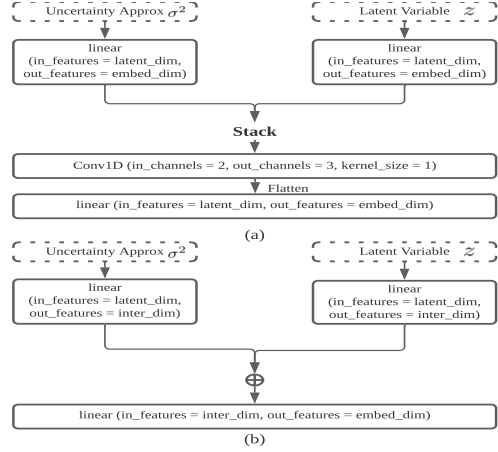 Uncertainty Approx σ²
Latent Variable z
linear
(in_features = latent_dim,
out_features = embed_dim)
linear
(in_features = latent_dim,
out_features = embed_dim)
Stack
Conv1D (in_channels = 2, out_channels = 3, kernel_size = 1)
Flatten
linear (in_features = latent_dim, out_features = embed_dim)
(a)
Uncertainty Approx σ²
Latent Variable z
linear
(in_features = latent_dim,
out_features = inter_dim)
linear
(in_features = latent_dim,
out_features = inter_dim)
⊕
linear (in_features = inter_dim, out_features = embed_dim)
(b)